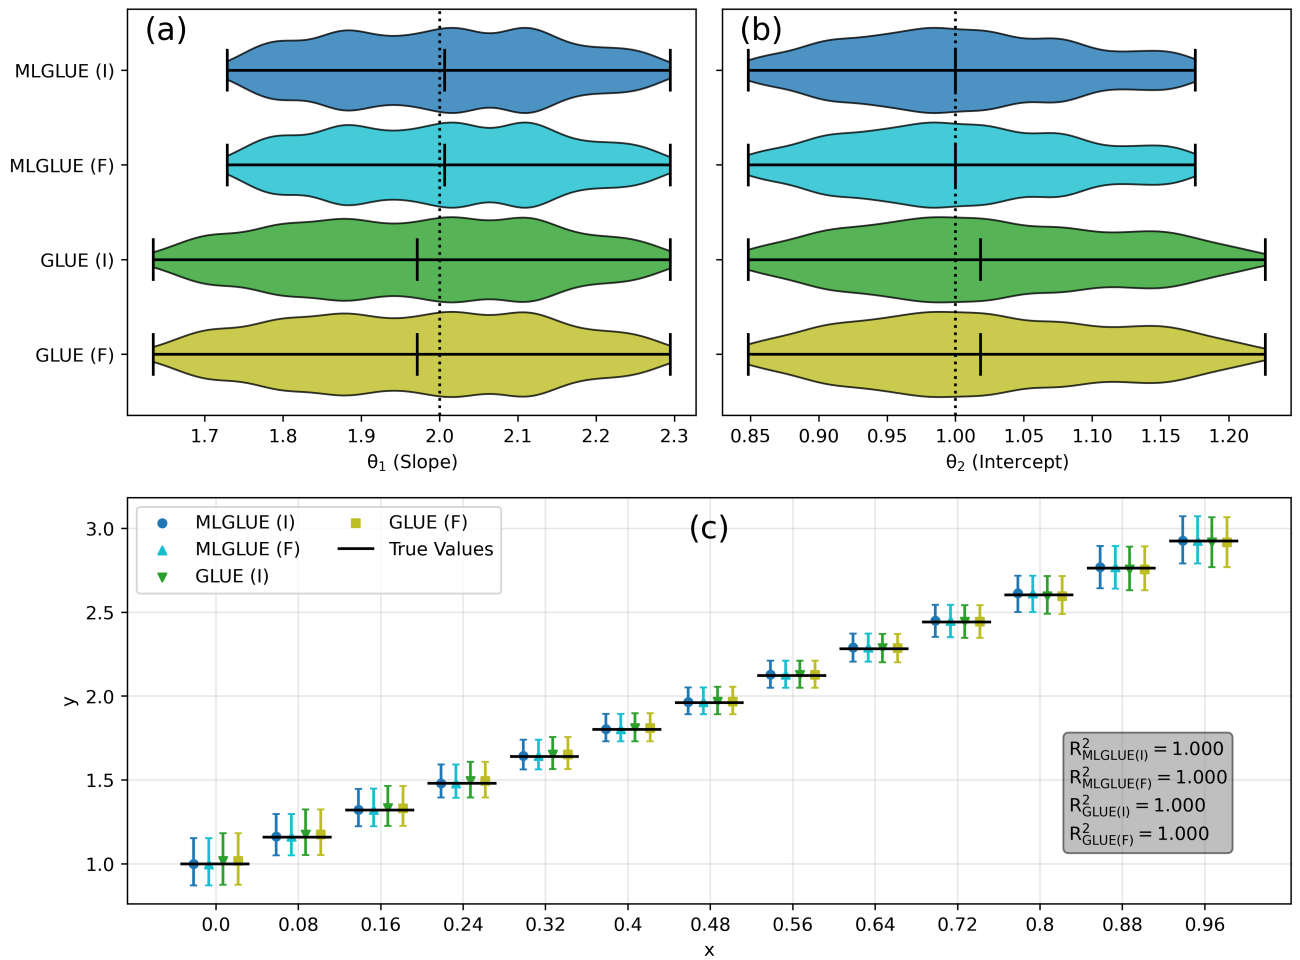 (a)
(b)
MLGLUE (I)
MLGLUE (F)
GLUE (I)
GLUE (F)
1.7 1.8 1.9 2.0 2.1 2.2 2.3
θ₁ (Slope)
0.85 0.90 0.95 1.00 1.05 1.10 1.15 1.20
θ₂ (Intercept)
(c)
MLGLUE (I)
MLGLUE (F)
GLUE (I)
GLUE (F)
True Values
3.0
2.5
2.0
1.5
1.0
y
R²MLGLUE(I) = 1.000
R²MLGLUE(F) = 1.000
R²GLUE(I) = 1.000
R²GLUE(F) = 1.000
0.0 0.08 0.16 0.24 0.32 0.4 0.48 0.56 0.64 0.72 0.8 0.88 0.96
x